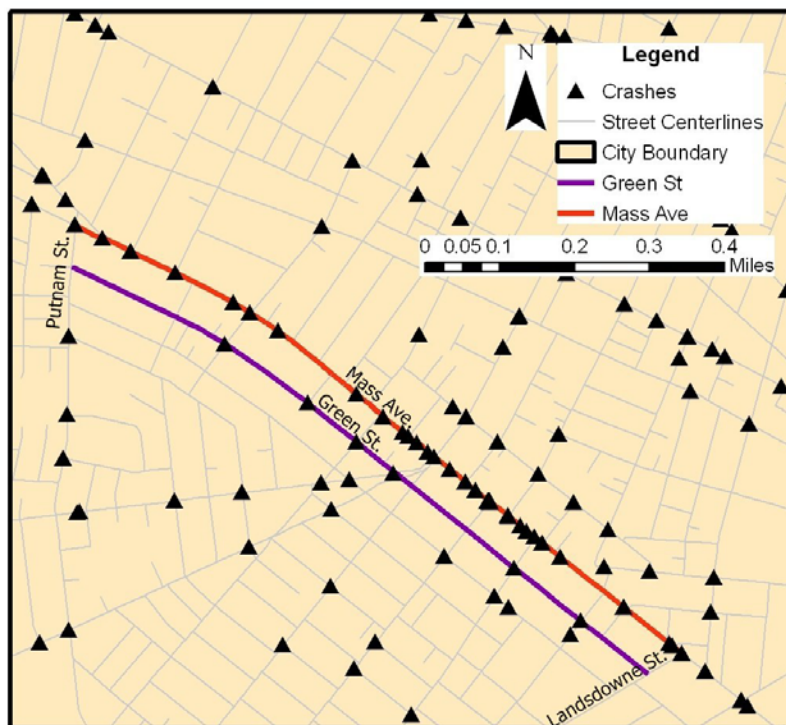 N
Legend
Crashes
Street Centerlines
City Boundary
Green St
Mass Ave
0 0.05 0.1 0.2 0.3 0.4
Miles
Putnam St.
Mass Ave.
Green St.
Landsdowne St.